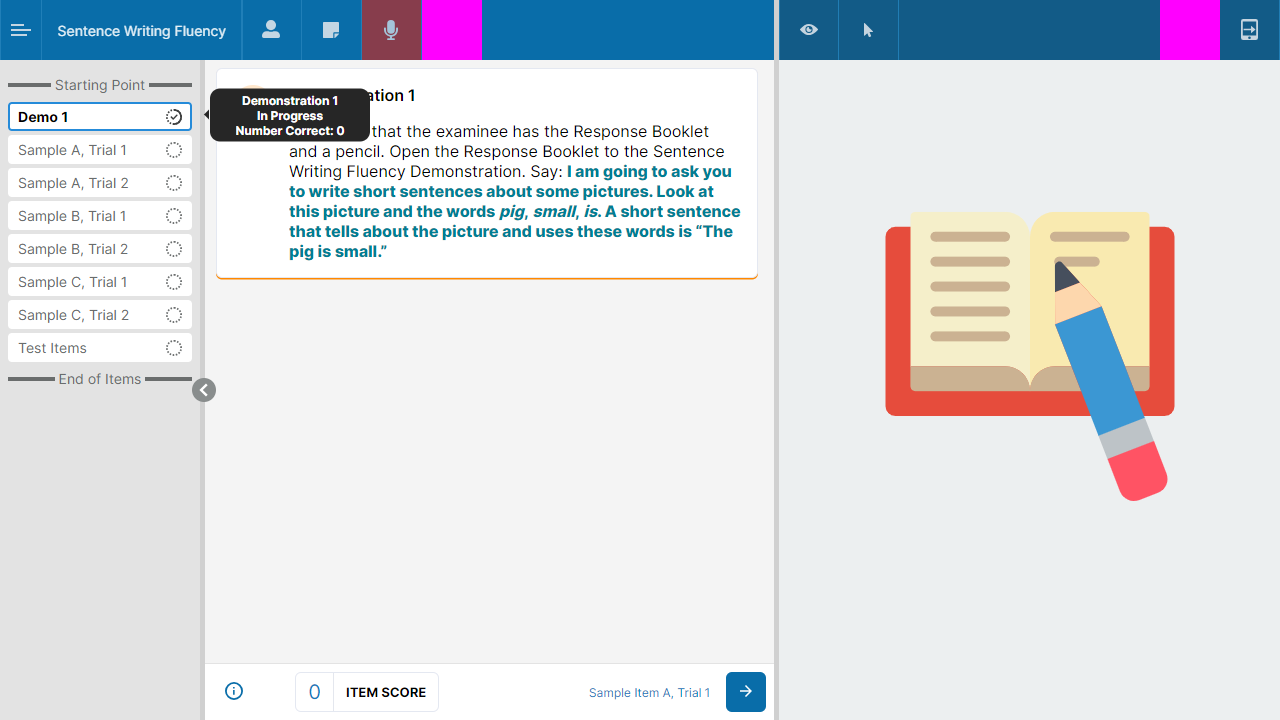 Sentence Writing Fluency
Starting Point
Demo 1
Sample A, Trial 1
Sample A, Trial 2
Sample B, Trial 1
Sample B, Trial 2
Sample C, Trial 1
Sample C, Trial 2
Test Items
End of Items
Demonstration 1
In Progress
Number Correct: 0
ation 1
that the examinee has the Response Booklet
and a pencil. Open the Response Booklet to the Sentence
Writing Fluency Demonstration. Say: I am going to ask you
to write short sentences about some pictures. Look at
this picture and the words pig, small, is. A short sentence
that tells about the picture and uses these words is “The
pig is small.”
0 ITEM SCORE
Sample Item A, Trial 1